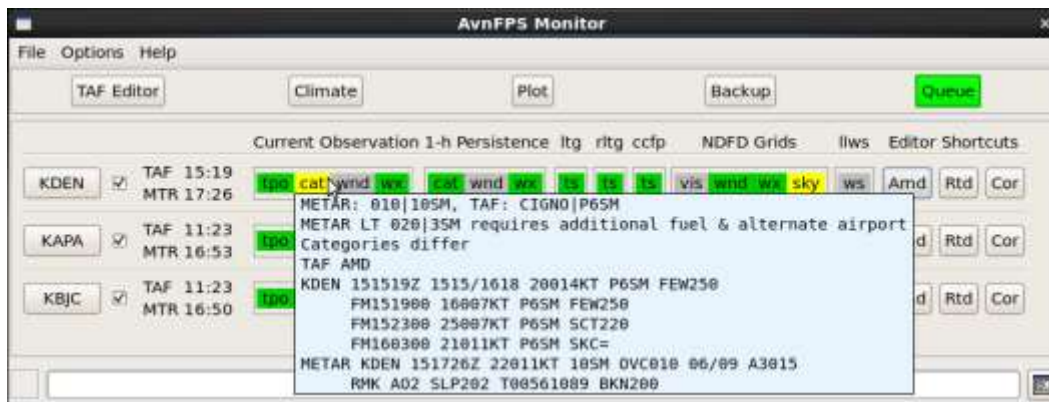 AvnFPS Monitor
File Options Help
TAF Editor Climate Plot Backup Queue
Current Observation 1-h Persistence ltg rltg ccfp NDFD Grids llws Editor Shortcuts
KDEN TAF 15:19 tpo cat wnd wx cat wnd wx ts ts ts vis wnd wx sky ws Amd Rtd Cor
MTR 17:26
METAR: 010|10SM, TAF: CIGNO|P6SM
METAR LT 020|3SM requires additional fuel & alternate airport
KAPA TAF 11:23 tpo d Rtd Cor
MTR 16:53
Categories differ
TAF AMD
KDEN 151519Z 1515/1618 20014KT P6SM FEW250
KBJC TAF 11:23 tpo d Rtd Cor
MTR 16:50
FM151900 16007KT P6SM FEW250
FM152300 25007KT P6SM SCT220
FM160300 21011KT P6SM SKC=
METAR KDEN 151726Z 22011KT 10SM OVC010 06/09 A3015
RMK AO2 SLP202 T00561089 BKN200